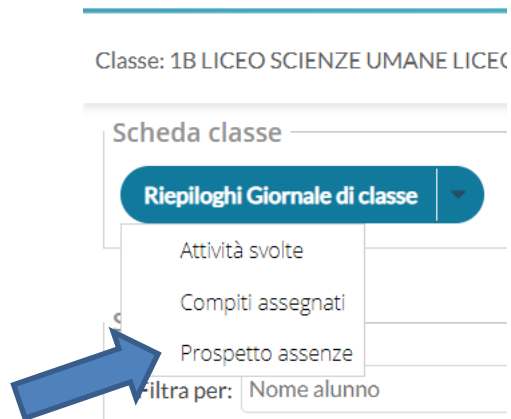 Classe: 1B LICEO SCIENZE UMANE LICEO
Scheda classe
Riepiloghi Giornale di classe
Attività svolte
Compiti assegnati
Prospetto assenze
Filtra per: Nome alunno